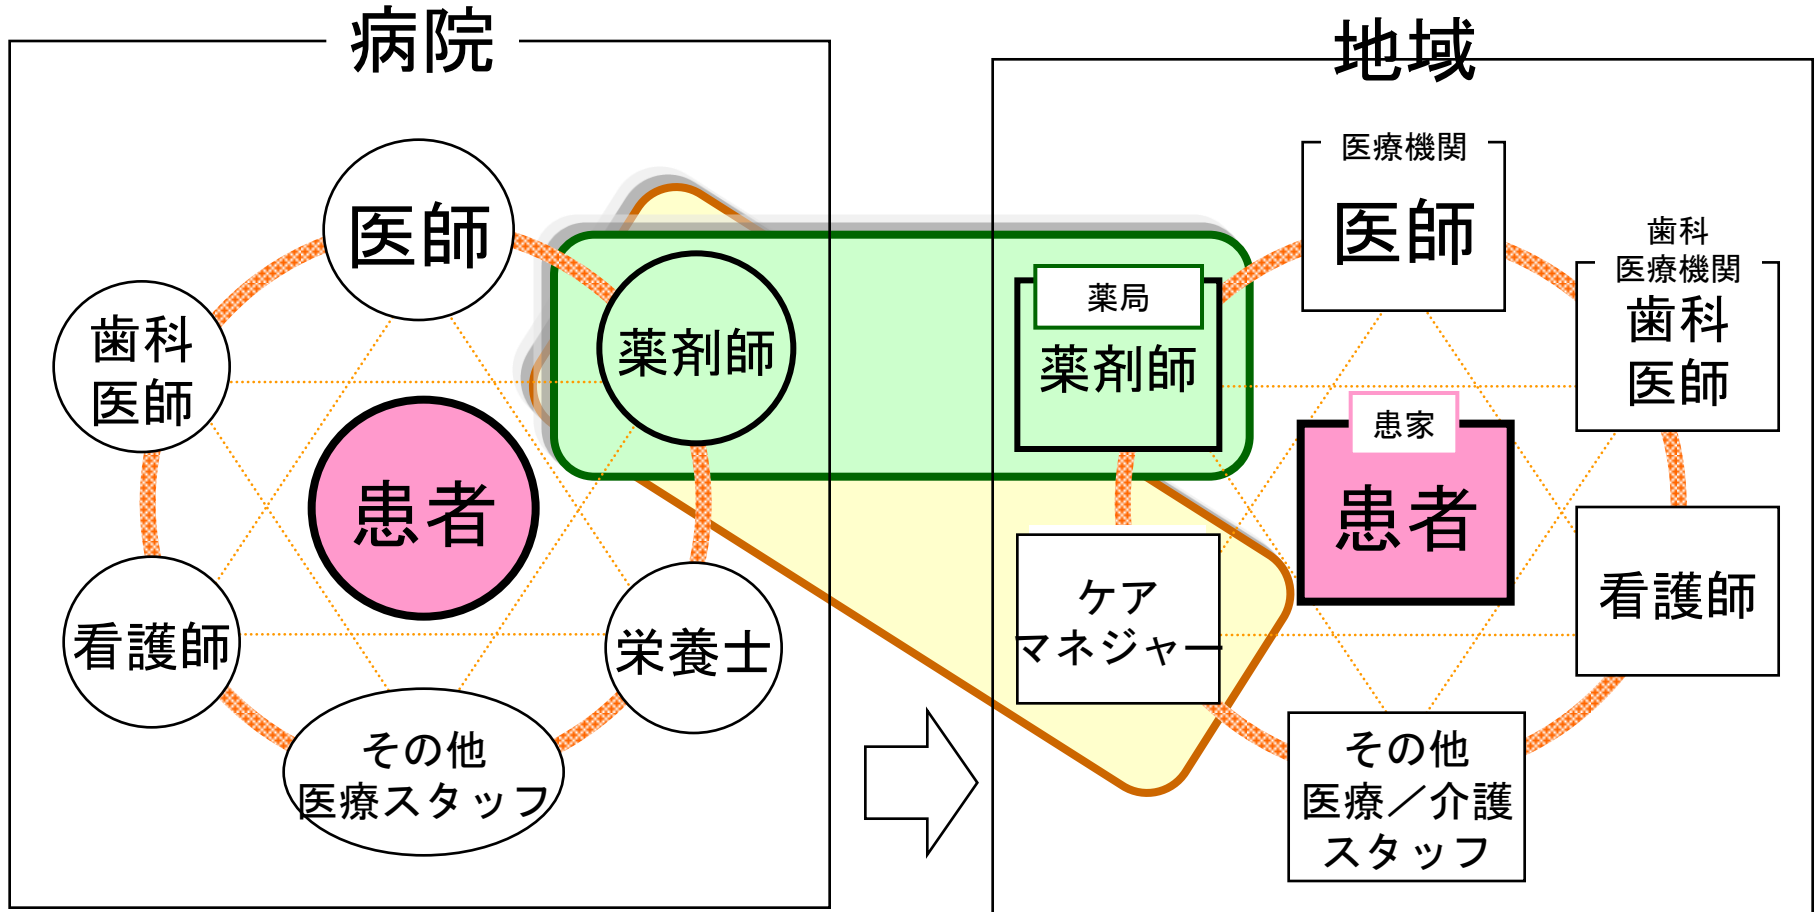 病院
医師
歯科
医師
薬剤師
患者
看護師
栄養士
その他
医療スタッフ
地域
医療機関
医師
歯科
医療機関
歯科
医師
薬局
薬剤師
患家
患者
ケア
マネジャー
看護師
その他
医療／介護
スタッフ